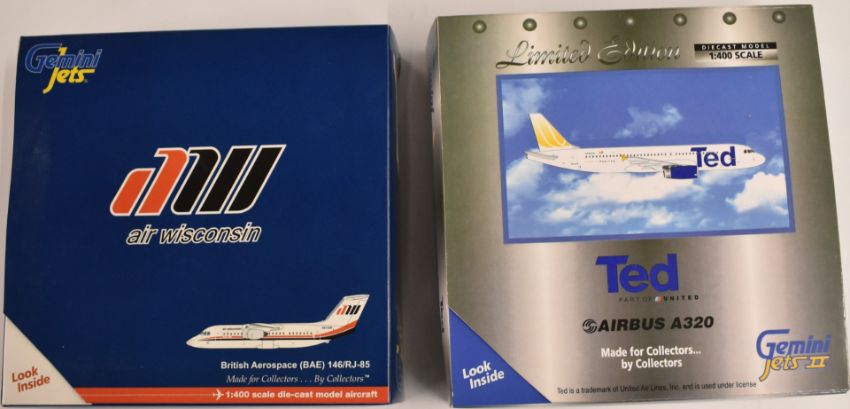 Gemini
Jets
air wisconsin
British Aerospace (BAE) 146/RJ-85
Made for Collectors . . . By Collectors™
1:400 scale die-cast model aircraft
Look
Inside
Limited Edition
DIECAST MODEL
1:400 SCALE
Ted
Ted
PART OF UNITED
AIRBUS A320
Made for Collectors...
by Collectors
Gemini
Jets II
Look
Inside
Ted is a trademark of United Air Lines, Inc. and is used under license